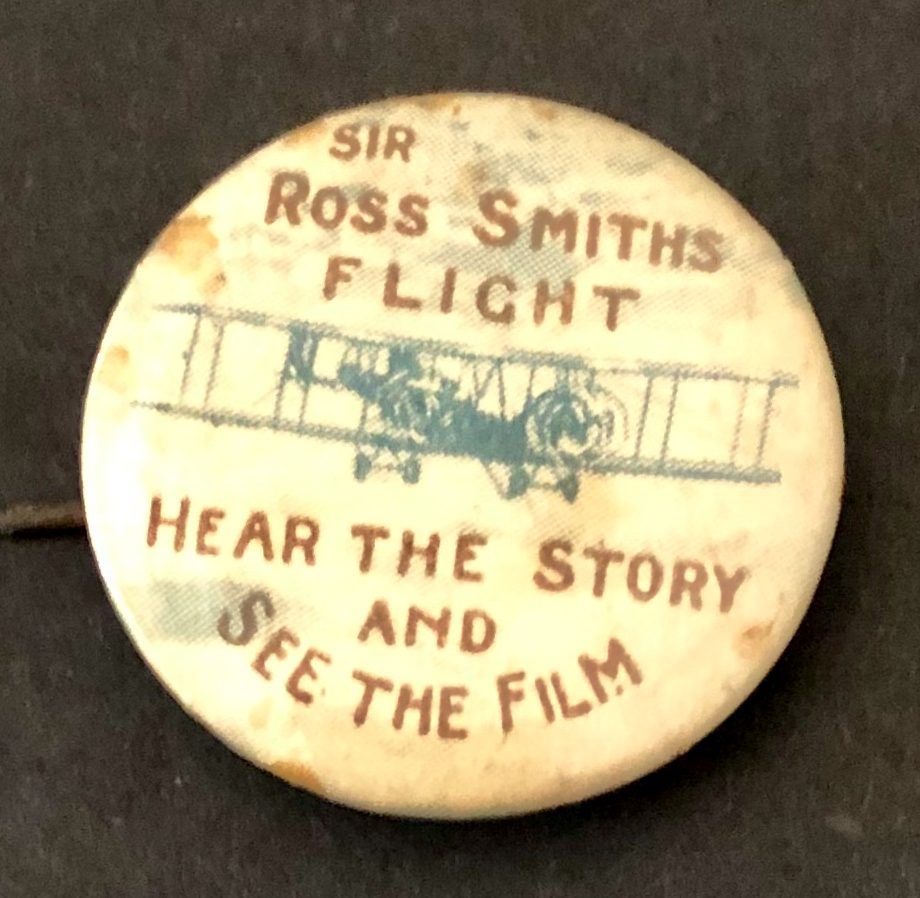 SIR
ROSS SMITHS
FLIGHT
HEAR THE STORY
AND
SEE THE FILM